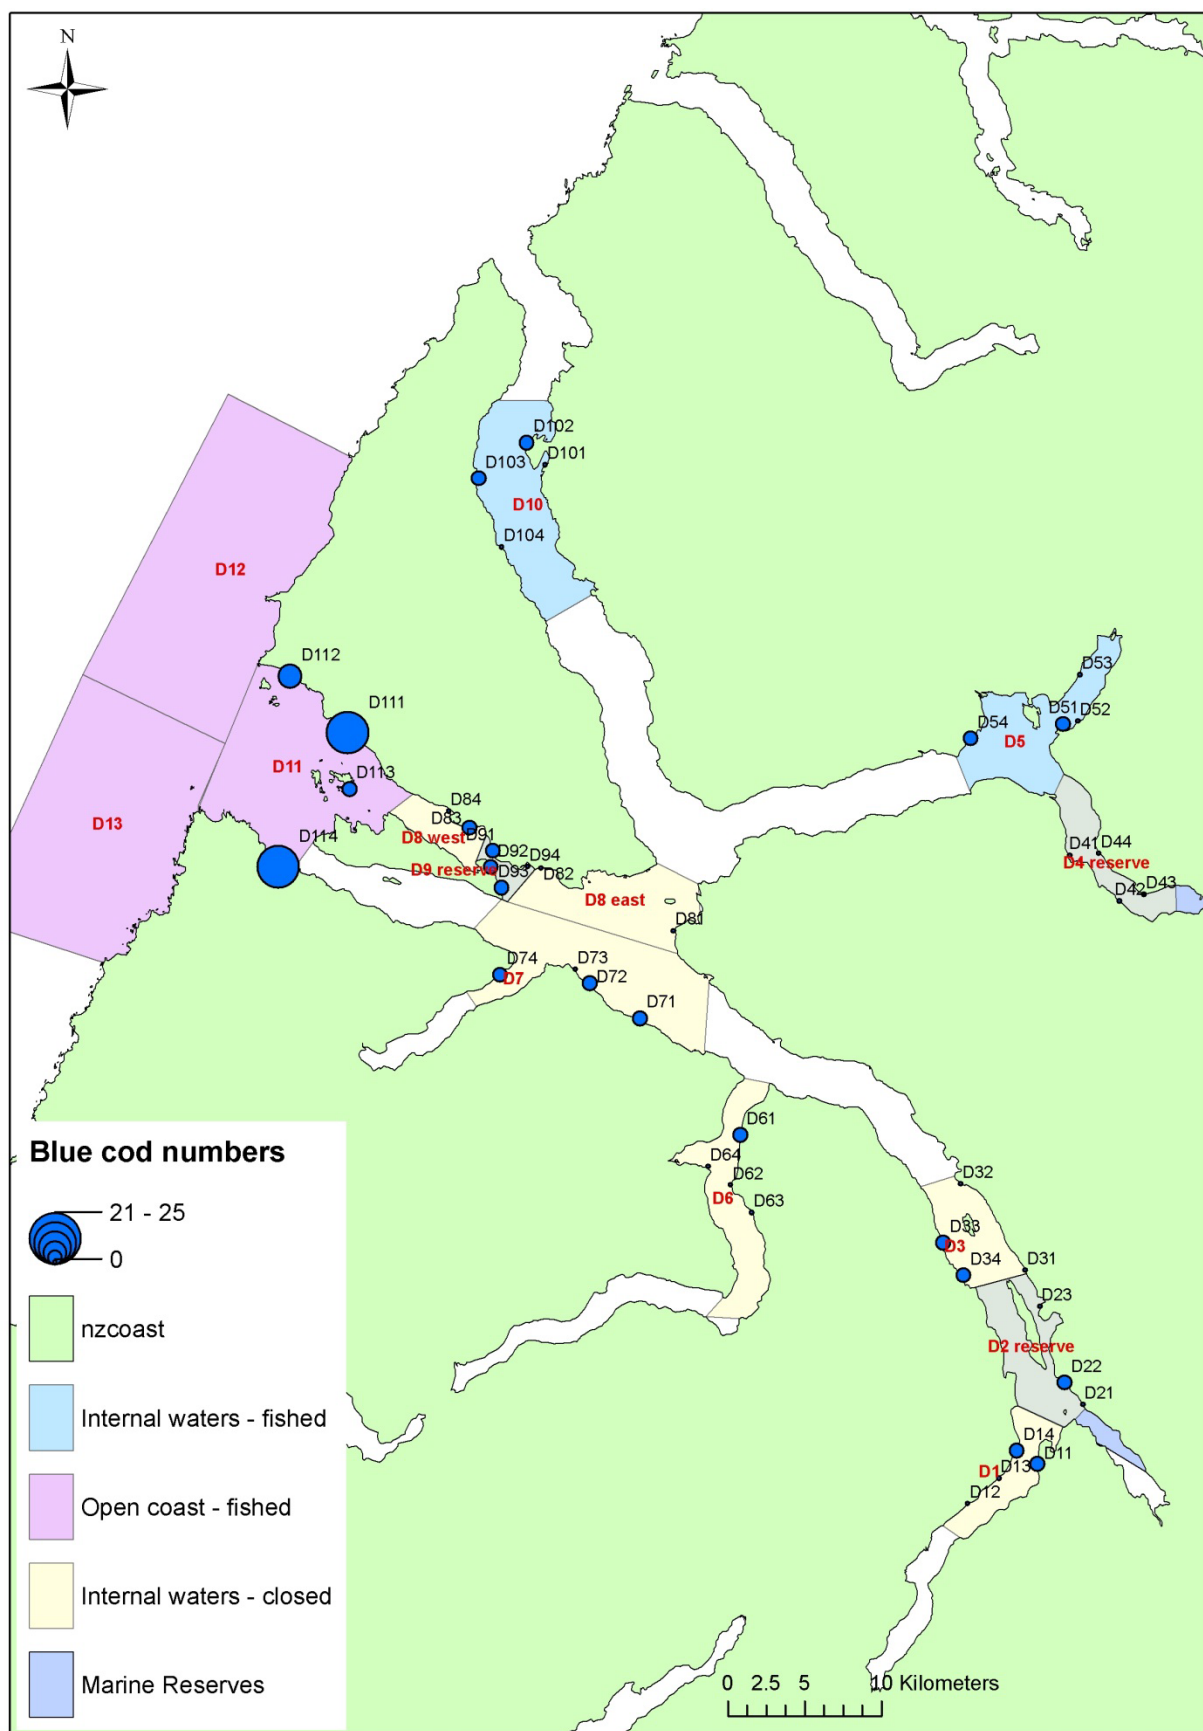 N
D102
D101
D103
D10
D104
D12
D112
D53
D111
D51
D52
D54
D5
D11
D113
D13
D84
D83
D8 west
D91
D114
D92
D94
D9 reserve
D82
D93
D41
D44
D4 reserve
D42
D43
D8 east
D81
D74
D73
D7
D72
D71
D61
D64
D62
D6
D63
D32
D33
D3
D34
D31
D23
D2 reserve
D22
D21
D14
D11
D13
D1
D12
Blue cod numbers
21 - 25
0
nzcoast
Internal waters - fished
Open coast - fished
Internal waters - closed
Marine Reserves
0 2.5 5 10 Kilometers